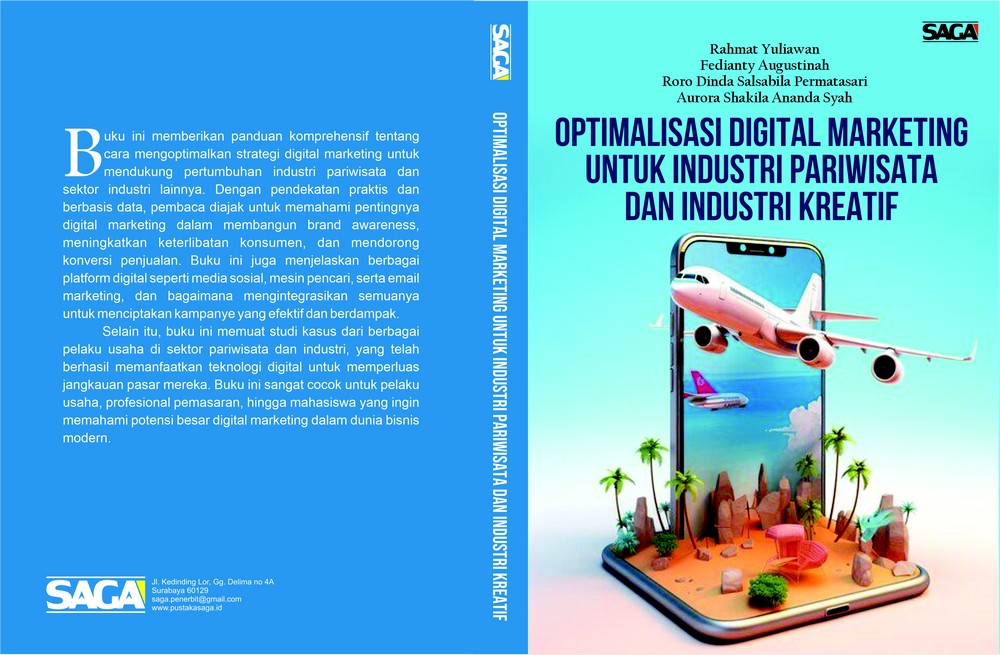 Buku ini memberikan panduan komprehensif tentang
cara mengoptimalkan strategi digital marketing untuk
mendukung pertumbuhan industri pariwisata dan
sektor industri lainnya. Dengan pendekatan praktis dan
berbasis data, pembaca diajak untuk memahami pentingnya
digital marketing dalam membangun brand awareness,
meningkatkan keterlibatan konsumen, dan mendorong
konversi penjualan. Buku ini juga menjelaskan berbagai
platform digital seperti media sosial, mesin pencari, serta email
marketing, dan bagaimana mengintegrasikan semuanya
untuk menciptakan kampanye yang efektif dan berdampak.
Selain itu, buku ini memuat studi kasus dari berbagai
pelaku usaha di sektor pariwisata dan industri, yang telah
berhasil memanfaatkan teknologi digital untuk memperluas
jangkauan pasar mereka. Buku ini sangat cocok untuk pelaku
usaha, profesional pemasaran, hingga mahasiswa yang ingin
memahami potensi besar digital marketing dalam dunia bisnis
modern.
SAGA
Jl. Kedinding Lor, Gg. Delima no 4A
Surabaya 60129
saga.penerbit@gmail.com
www.pustakasaga.id
SAGA
OPTIMALISASI DIGITAL MARKETING UNTUK INDUSTRI PARIWISATA DAN INDUSTRI KREATIF
SAGA
Rahmat Yuliawan
Fedianty Augustinah
Roro Dinda Salsabila Permatasari
Aurora Shakila Ananda Syah
OPTIMALISASI DIGITAL MARKETING
UNTUK INDUSTRI PARIWISATA
DAN INDUSTRI KREATIF